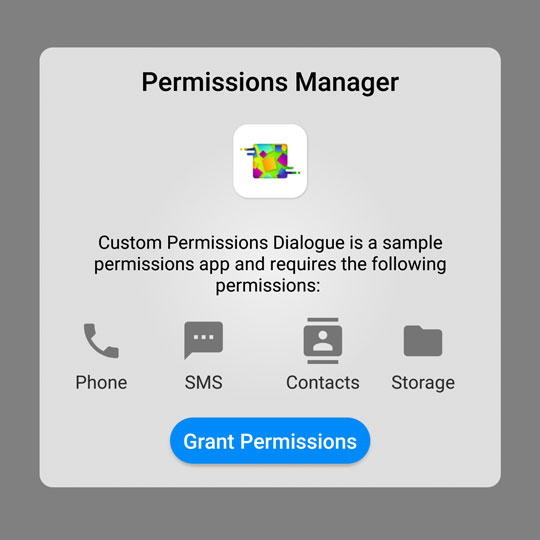 Permissions Manager
Custom Permissions Dialogue is a sample
permissions app and requires the following
permissions:
Phone SMS Contacts Storage
Grant Permissions